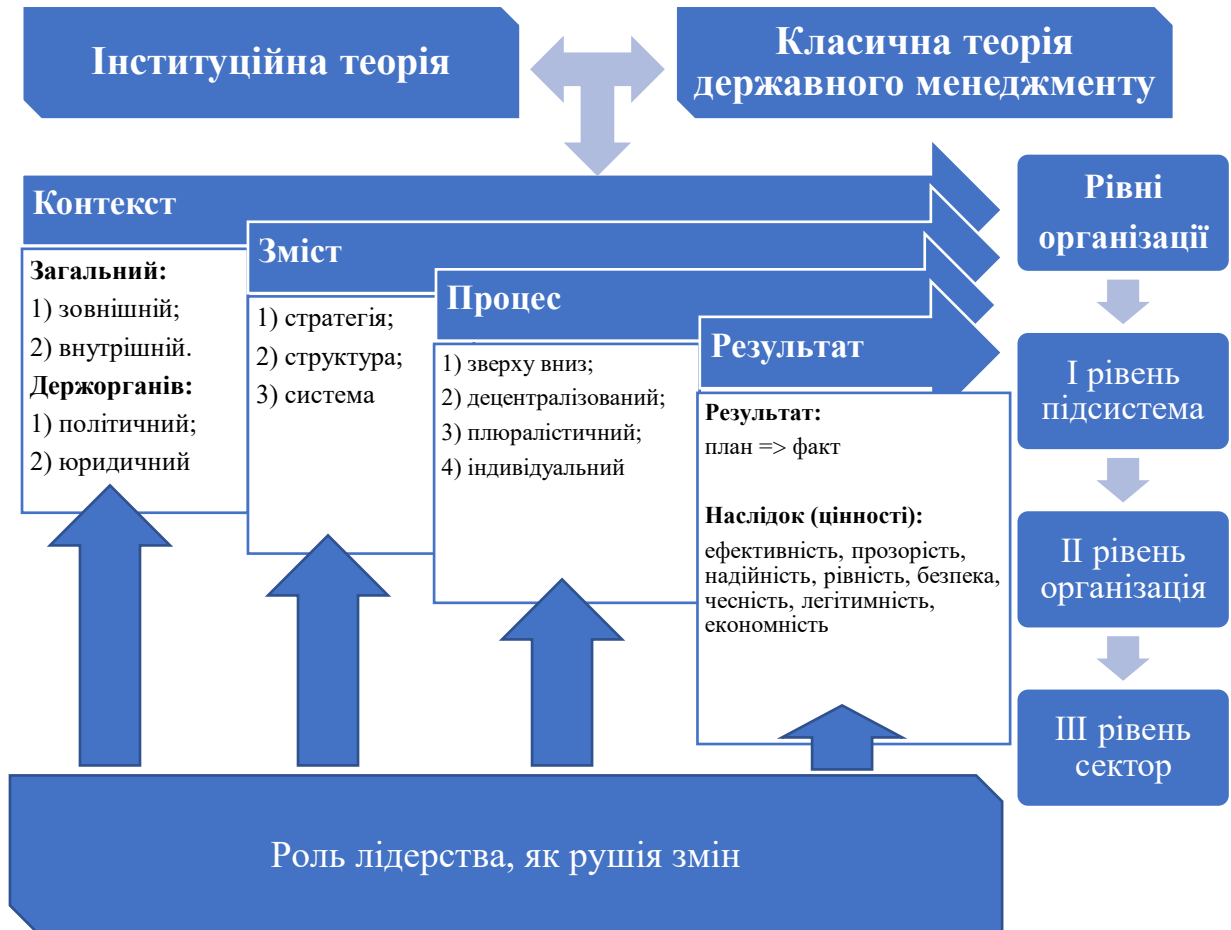 Інституційна теорія
Класична теорія
державного менеджменту
Контекст
Загальний:
1) зовнішній;
2) внутрішній.
Держорганів:
1) політичний;
2) юридичний
Зміст
1) стратегія;
2) структура;
3) система
Процес
1) зверху вниз;
2) децентралізований;
3) плюралістичний;
4) індивідуальний
Результат
Результат:
план => факт
Наслідок (цінності):
ефективність, прозорість,
надійність, рівність, безпека,
чесність, легітимність,
економність
Рівні
організації
І рівень
підсистема
ІІ рівень
організація
ІІІ рівень
сектор
Роль лідерства, як рушія змін